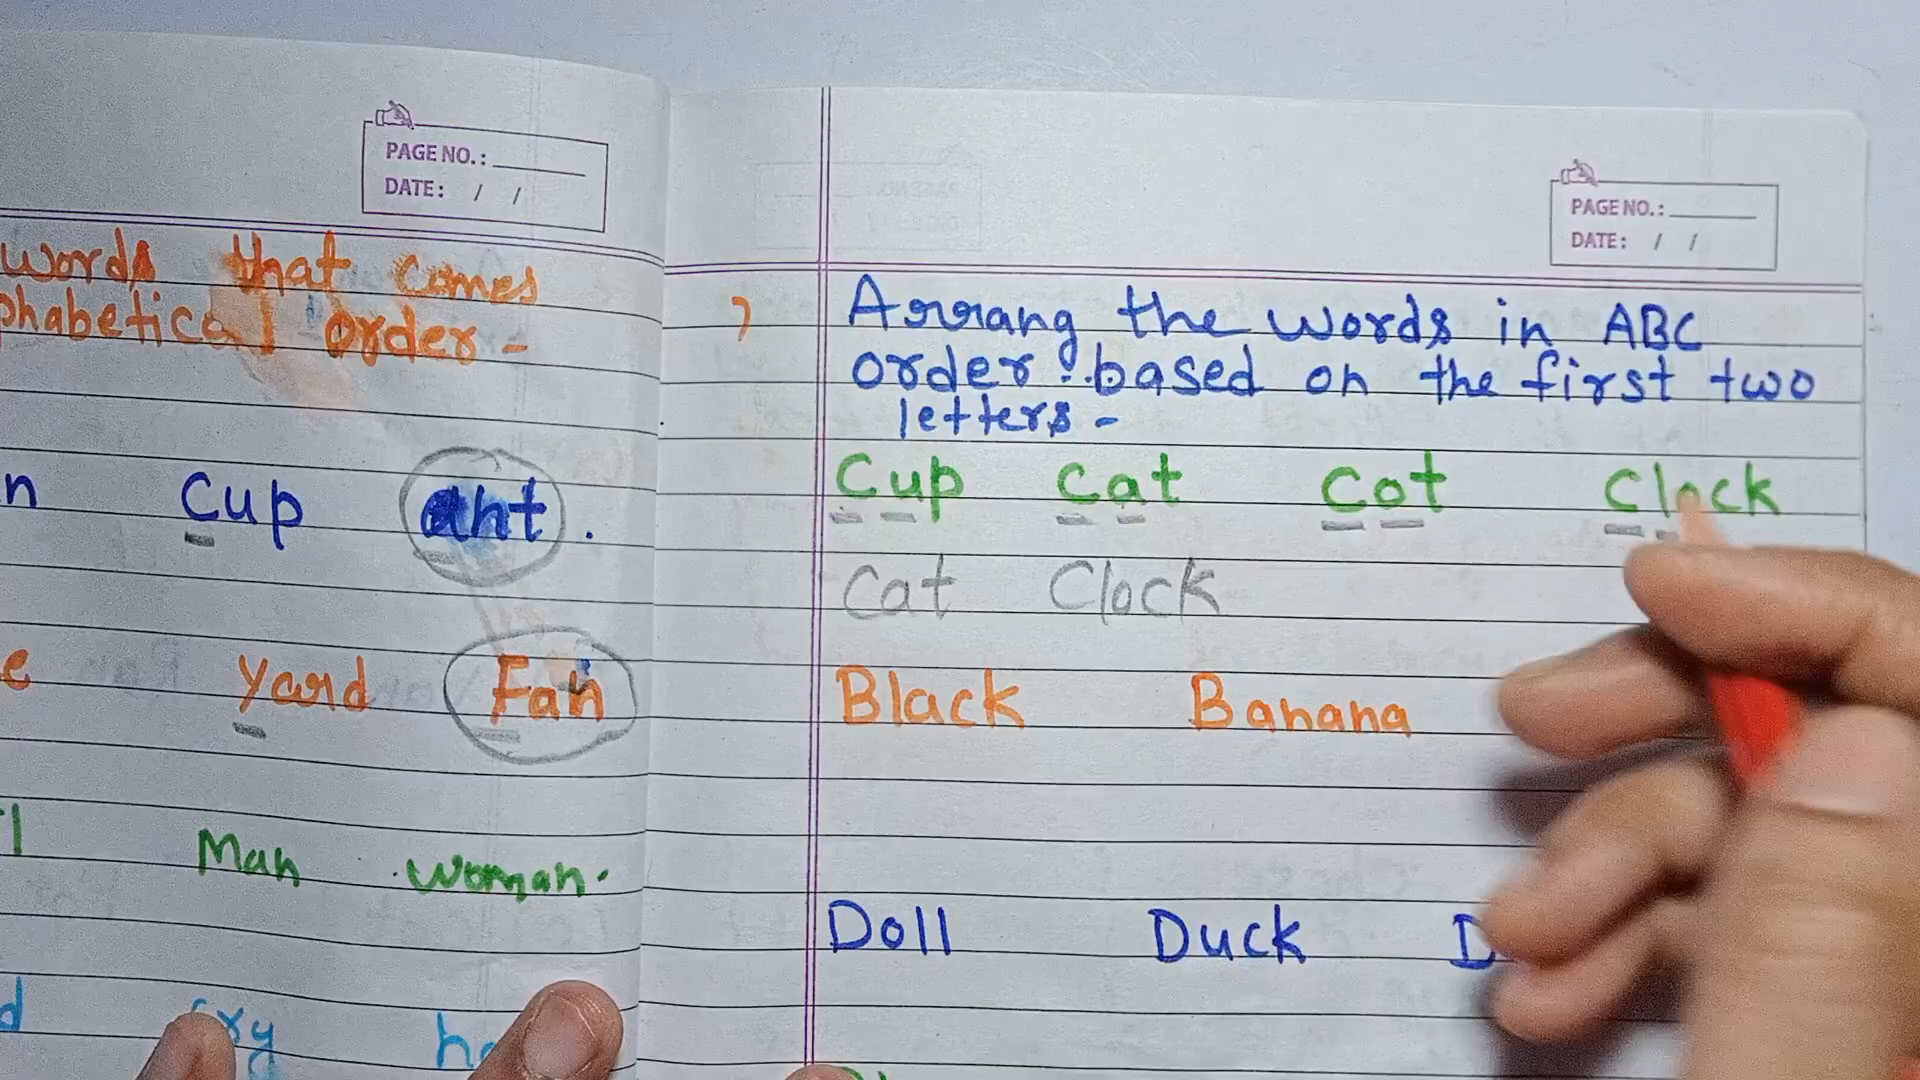 PAGE NO.:
DATE: / /
words that comes
phabetical order-
n cup ant.
e yard Fan
l Man woman.
PAGE NO.:
DATE: / /
Arrang the words in ABC
order. based on the first two
letters-
Cup Cat Cot Clock
Cat Clock
Black Banana
Doll Duck D